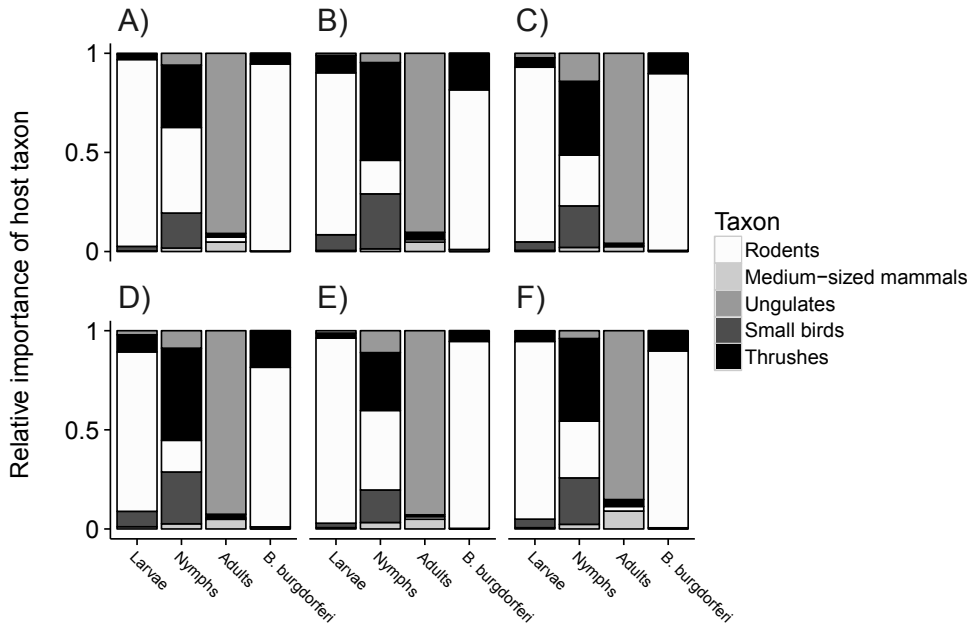 A)
B)
C)
Relative importance of host taxon
1
0.5
0
Taxon
Rodents
Medium-sized mammals
Ungulates
Small birds
Thrushes
D)
E)
F)
1
0.5
0
Larvae
Nymphs
Adults
B. burgdorferi
Larvae
Nymphs
Adults
B. burgdorferi
Larvae
Nymphs
Adults
B. burgdorferi